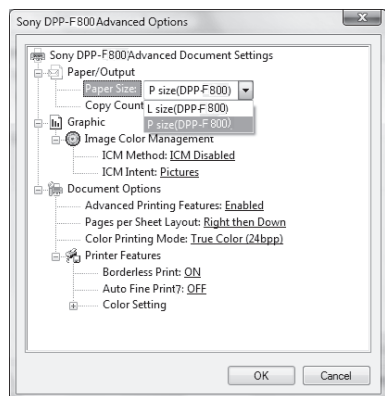 Sony DPP-F800 Advanced Options
Sony DPP-F800 Advanced Document Settings
Paper/Output
Paper Size: P size(DPP-F800)
Copy Count
L size(DPP-F800)
P size(DPP-F800)
Graphic
Image Color Management
ICM Method: ICM Disabled
ICM Intent: Pictures
Document Options
Advanced Printing Features: Enabled
Pages per Sheet Layout: Right then Down
Color Printing Mode: True Color (24bpp)
Printer Features
Borderless Print: ON
Auto Fine Print7: OFF
Color Setting
OK Cancel